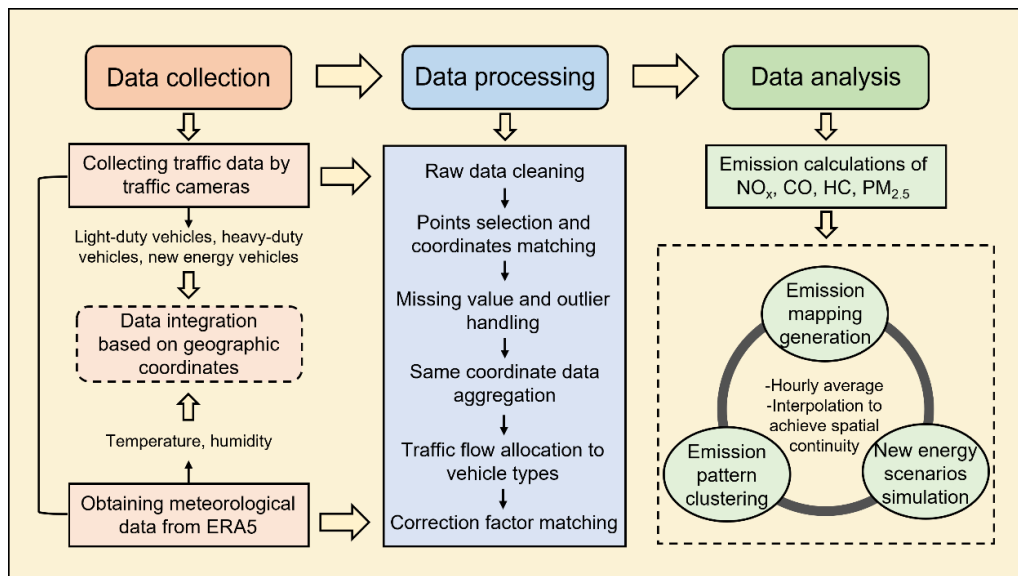 Data collection
Data processing
Data analysis
Collecting traffic data by
traffic cameras
Light-duty vehicles, heavy-duty
vehicles, new energy vehicles
Data integration
based on geographic
coordinates
Temperature, humidity
Obtaining meteorological
data from ERA5
Raw data cleaning
Points selection and
coordinates matching
Missing value and outlier
handling
Same coordinate data
aggregation
Traffic flow allocation to
vehicle types
Correction factor matching
Emission calculations of
NOₓ, CO, HC, PM₂.₅
Emission
mapping
generation
-Hourly average
-Interpolation to
achieve spatial
continuity
Emission
pattern
clustering
New energy
scenarios
simulation